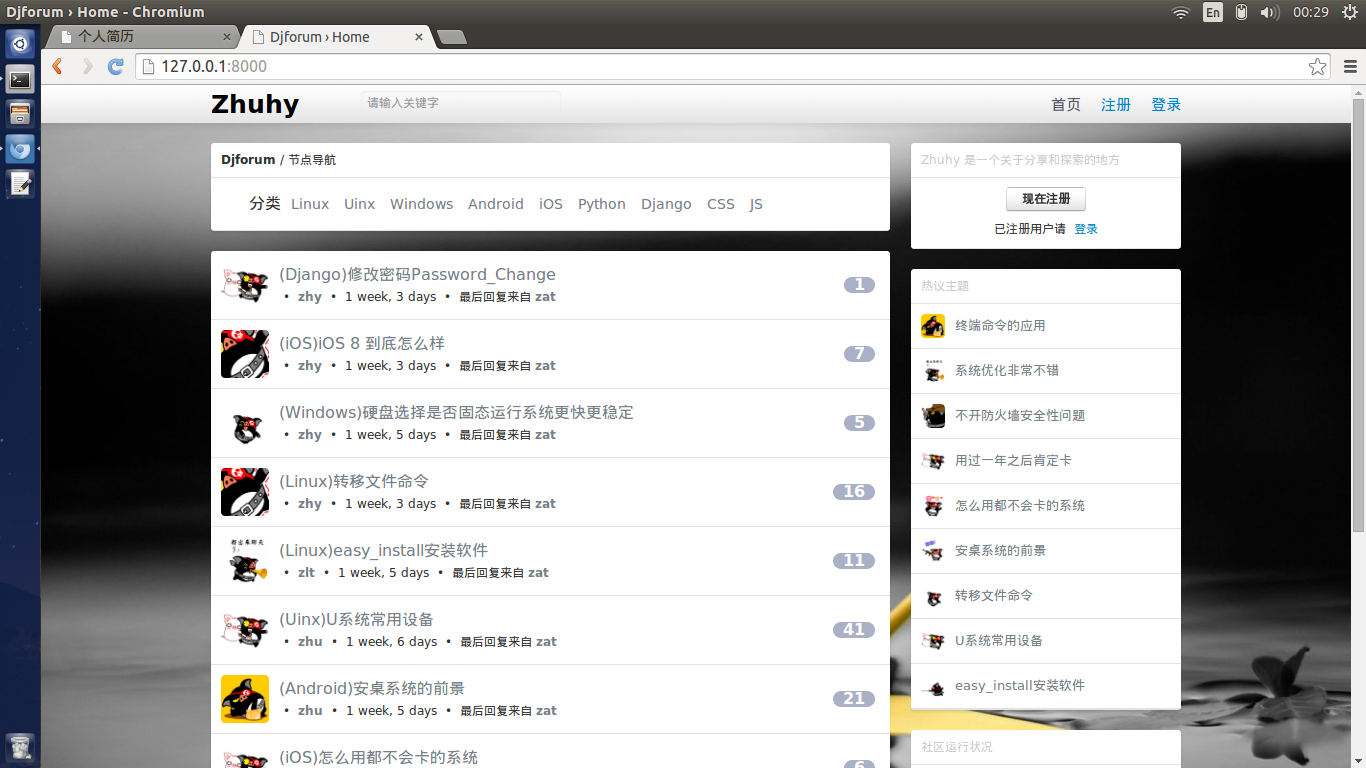 Djforum › Home - Chromium
En
00:29
个人简历
Djforum › Home
127.0.0.1:8000
Zhuhy
请输入关键字
首页 注册 登录
Djforum / 节点导航
分类 Linux Uinx Windows Android iOS Python Django CSS JS
(Django)修改密码Password_Change
• zhy • 1 week, 3 days • 最后回复来自 zat
1
(iOS)iOS 8 到底怎么样
• zhy • 1 week, 3 days • 最后回复来自 zat
7
(Windows)硬盘选择是否固态运行系统更快更稳定
• zhy • 1 week, 5 days • 最后回复来自 zat
5
(Linux)转移文件命令
• zhy • 1 week, 3 days • 最后回复来自 zat
16
(Linux)easy_install安装软件
• zlt • 1 week, 5 days • 最后回复来自 zat
11
(Uinx)U系统常用设备
• zhu • 1 week, 6 days • 最后回复来自 zat
41
(Android)安桌系统的前景
• zhu • 1 week, 5 days • 最后回复来自 zat
21
(iOS)怎么用都不会卡的系统
6
Zhuhy 是一个关于分享和探索的地方
现在注册
已注册用户请 登录
热议主题
终端命令的应用
系统优化非常不错
不开防火墙安全性问题
用过一年之后肯定卡
怎么用都不会卡的系统
安桌系统的前景
转移文件命令
U系统常用设备
easy_install安装软件
社区运行状况